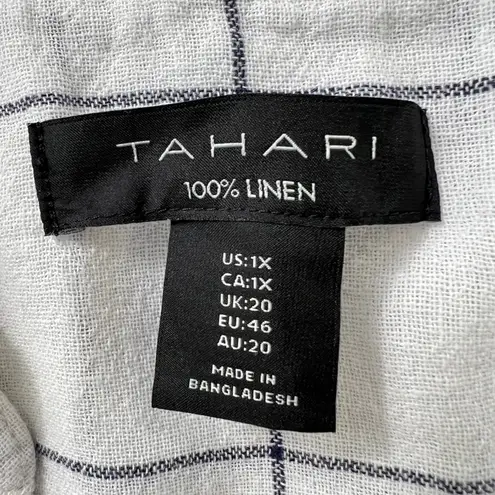 TAHARI
100% LINEN
US:1X
CA:1X
UK:20
EU:46
AU:20
MADE IN
BANGLADESH